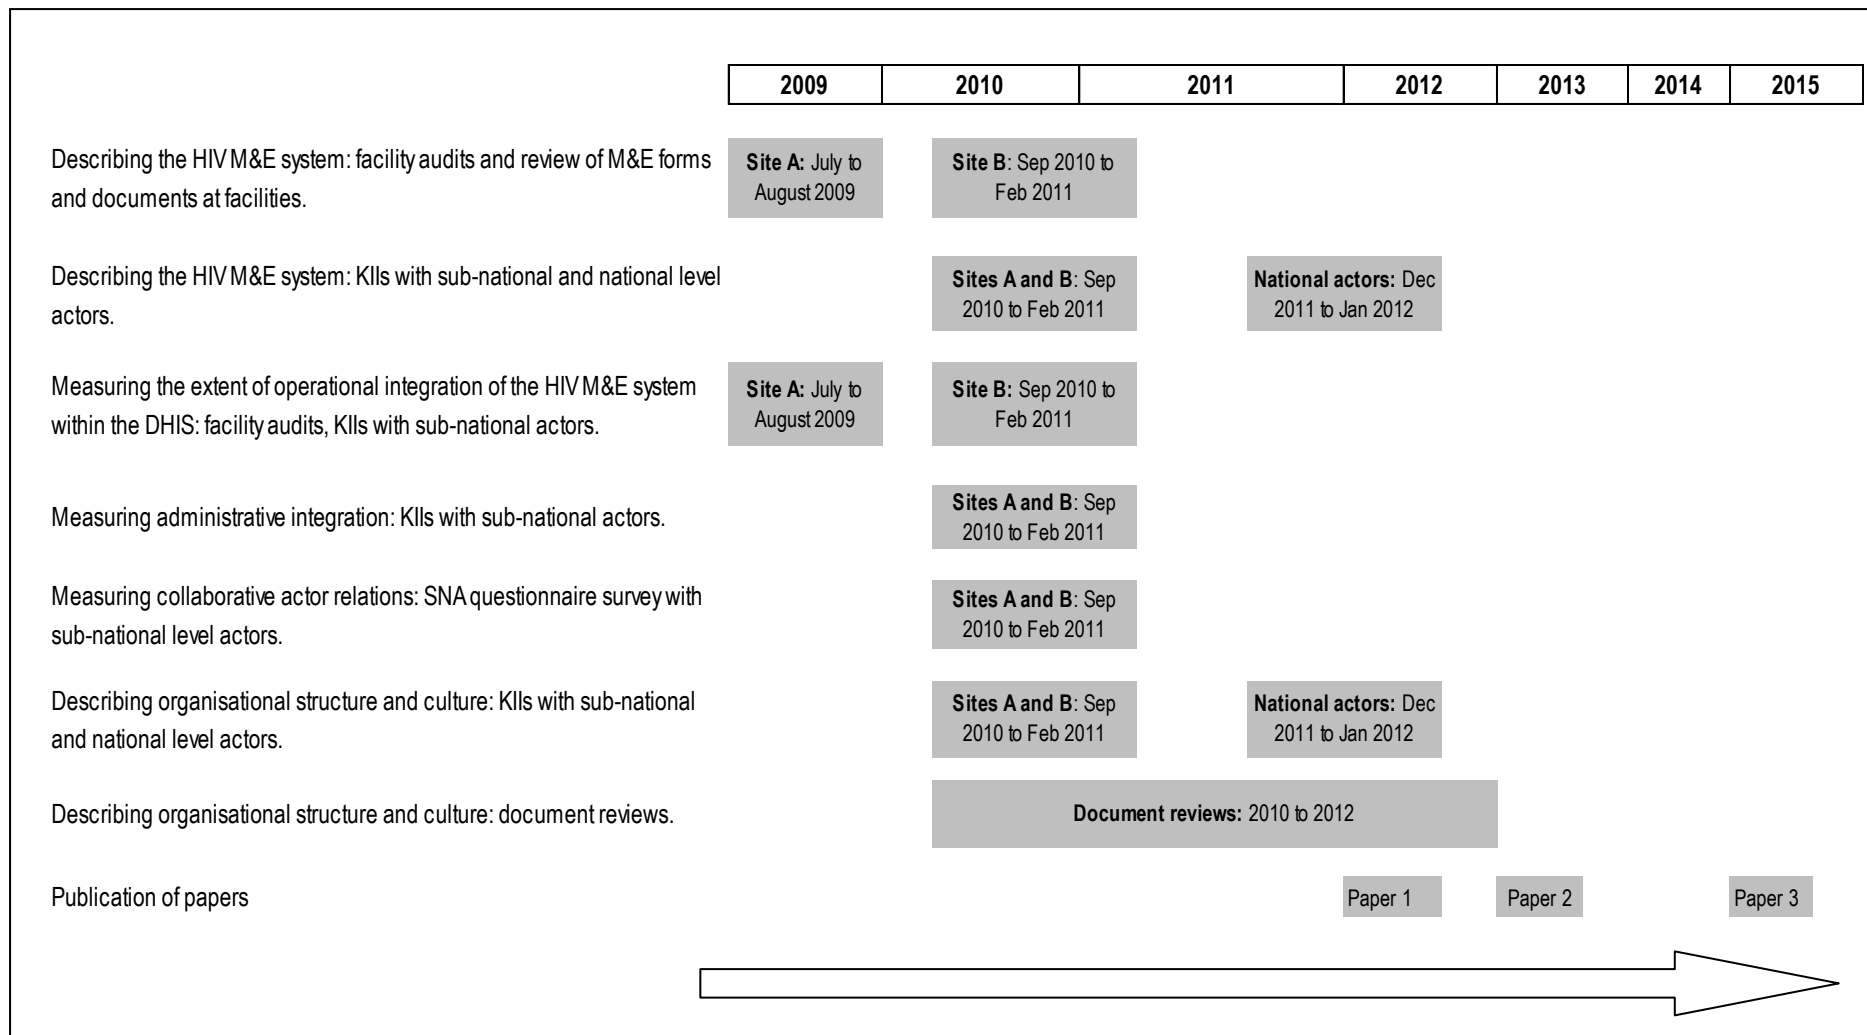 2009 2010 2011 2012 2013 2014 2015
Describing the HIV M&E system: facility audits and review of M&E forms
and documents at facilities.
Site A: July to
August 2009
Site B: Sep 2010 to
Feb 2011
Describing the HIV M&E system: KIIs with sub-national and national level
actors.
Sites A and B: Sep
2010 to Feb 2011
National actors: Dec
2011 to Jan 2012
Measuring the extent of operational integration of the HIV M&E system
within the DHIS: facility audits, KIIs with sub-national actors.
Site A: July to
August 2009
Site B: Sep 2010 to
Feb 2011
Measuring administrative integration: KIIs with sub-national actors.
Sites A and B: Sep
2010 to Feb 2011
Measuring collaborative actor relations: SNA questionnaire survey with
sub-national level actors.
Sites A and B: Sep
2010 to Feb 2011
Describing organisational structure and culture: KIIs with sub-national
and national level actors.
Sites A and B: Sep
2010 to Feb 2011
National actors: Dec
2011 to Jan 2012
Describing organisational structure and culture: document reviews.
Document reviews: 2010 to 2012
Publication of papers
Paper 1
Paper 2
Paper 3